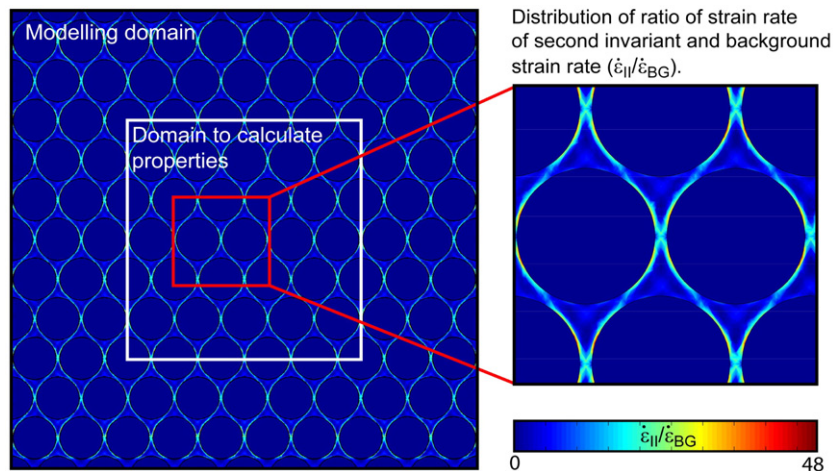 Modelling domain
Domain to calculate
properties
Distribution of ratio of strain rate
of second invariant and background
strain rate (ε̇II/ε̇BG).
ε̇II/ε̇BG
0 48